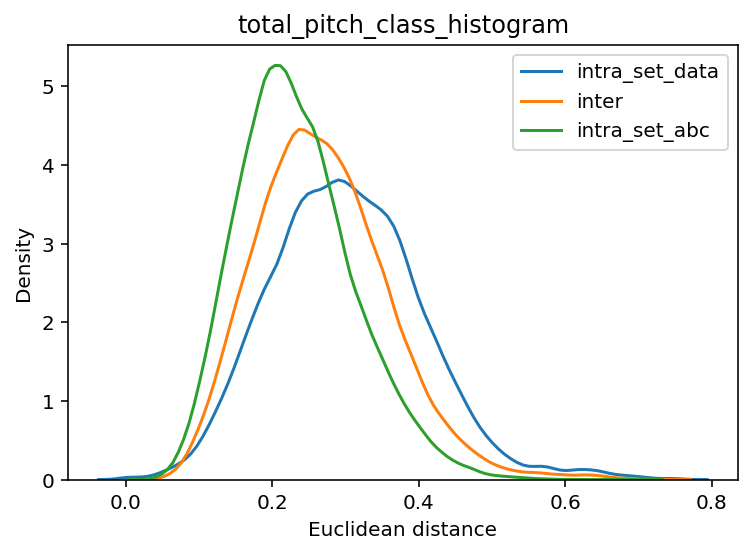 total_pitch_class_histogram
intra_set_data
inter
intra_set_abc
Density
5
4
3
2
1
0
0.0 0.2 0.4 0.6 0.8
Euclidean distance